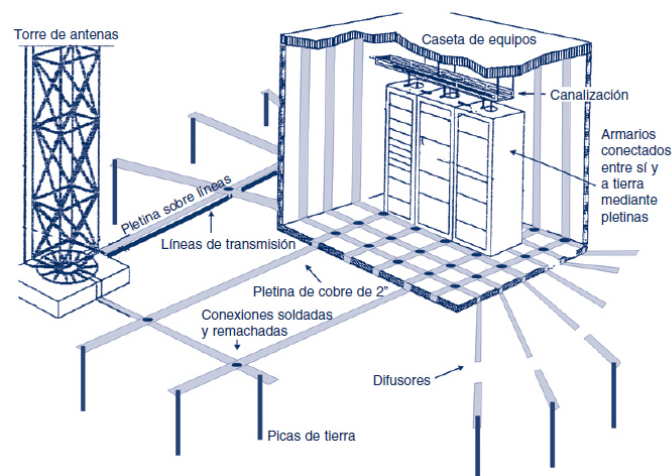 Torre de antenas
Caseta de equipos
Canalización
Armarios
conectados
entre sí y
a tierra
mediante
pletinas
Pletina sobre líneas
Líneas de transmisión
Pletina de cobre de 2"
Conexiones soldadas
y remachadas
Difusores
Picas de tierra